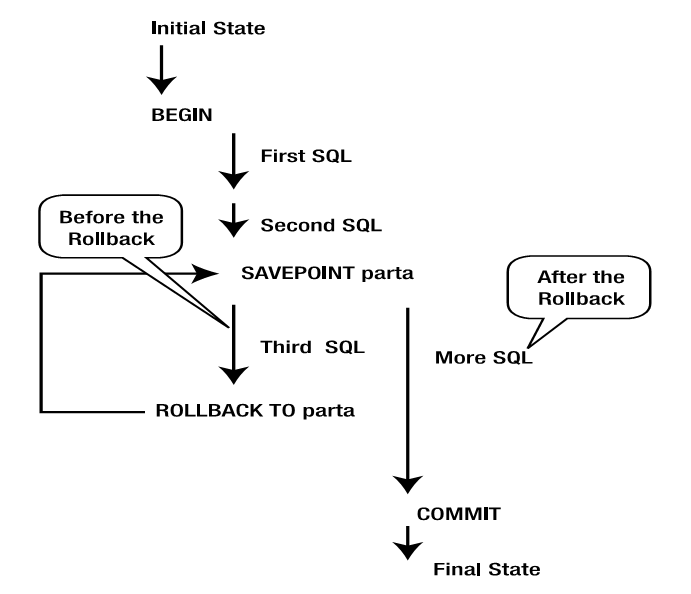 Initial State
BEGIN
First SQL
Before the
Rollback
Second SQL
SAVEPOINT parta
After the
Rollback
Third SQL
More SQL
ROLLBACK TO parta
COMMIT
Final State